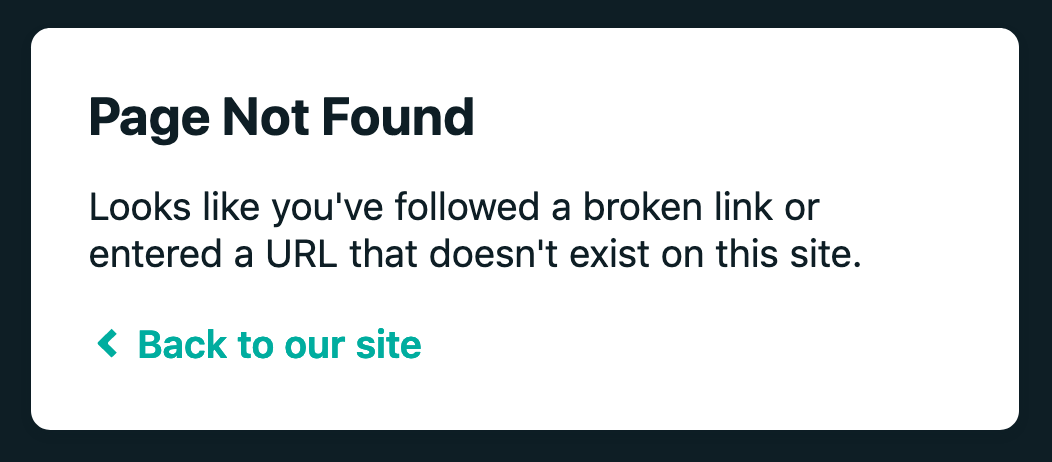 Page Not Found
Looks like you've followed a broken link or
entered a URL that doesn't exist on this site.
Back to our site